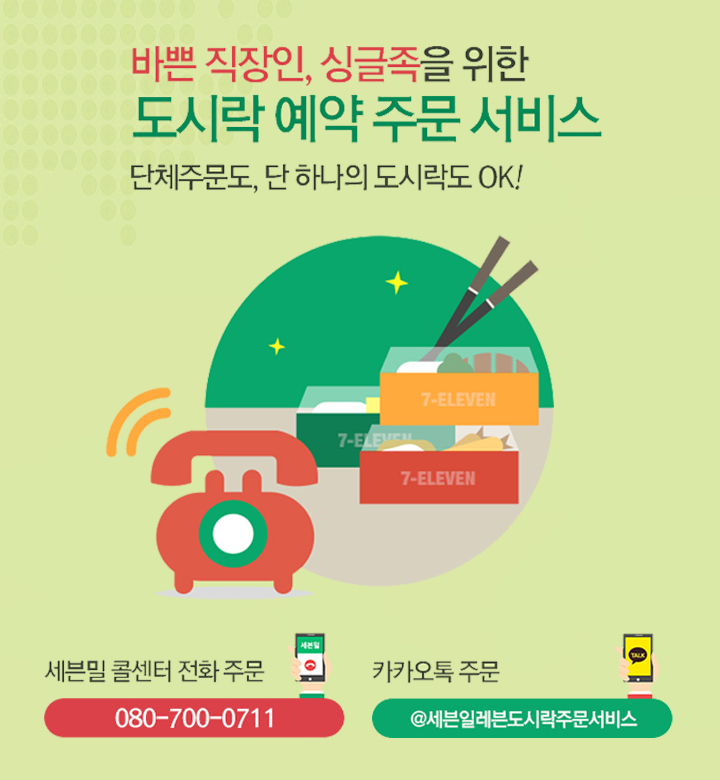 바쁜 직장인, 싱글족을 위한
도시락 예약 주문 서비스
단체주문도, 단 하나의 도시락도 OK!
7-ELEVEN
7-ELEVEN
7-ELEVEN
세븐밀 콜센터 전화 주문
세븐밀
카카오톡 주문
TALK
080-700-0711
@세븐일레븐도시락주문서비스